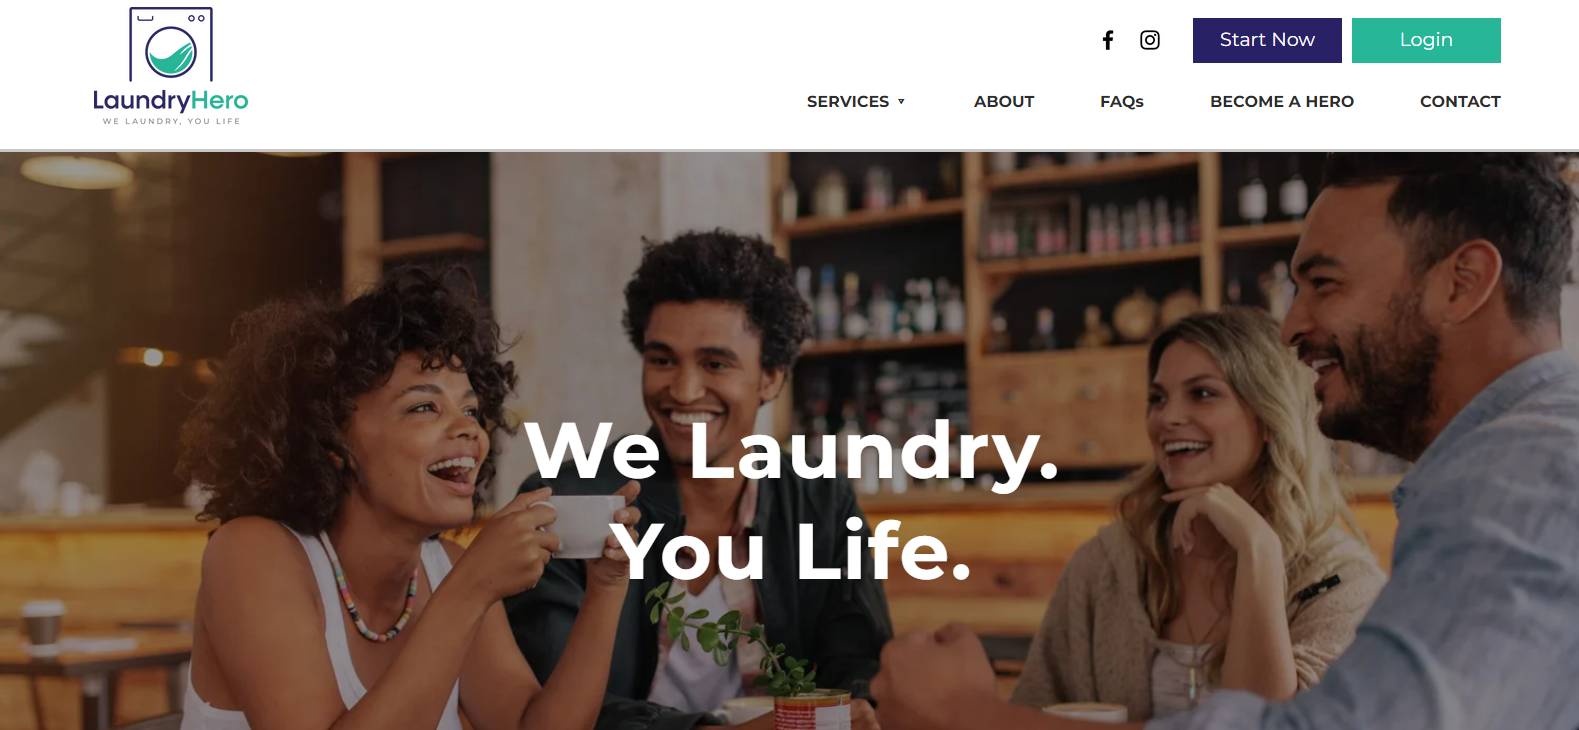 LaundryHero
WE LAUNDRY, YOU LIFE
Start Now
Login
SERVICES ▼
ABOUT
FAQs
BECOME A HERO
CONTACT
We Laundry.
You Life.